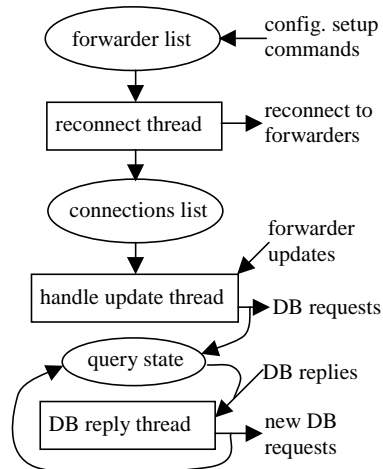 forwarder list
config. setup
commands
reconnect thread
reconnect to
forwarders
connections list
forwarder
updates
handle update thread
DB requests
query state
DB replies
DB reply thread
new DB
requests